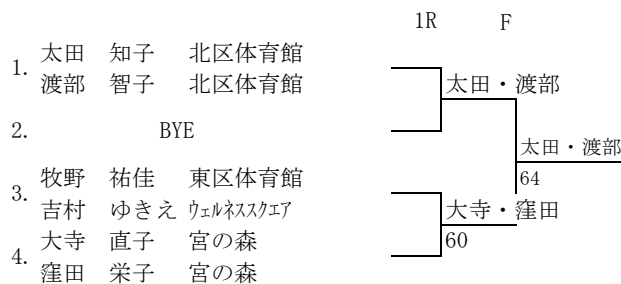 1R F
1. 太田 知子 北区体育館
渡部 智子 北区体育館
太田・渡部
2. BYE
太田・渡部
64
3. 牧野 祐佳 東区体育館
吉村 ゆきえ ウェルネススクエア
大寺・窪田
60
4. 大寺 直子 宮の森
窪田 栄子 宮の森